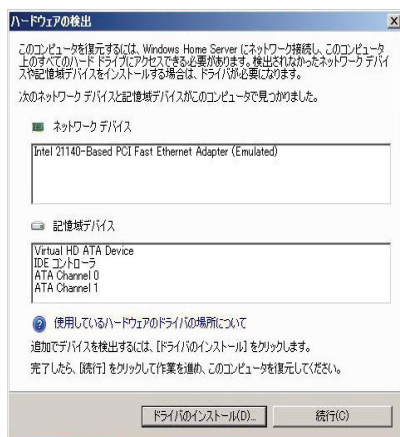 ハードウェアの検出
このコンピュータを復元するには、Windows Home Server にネットワーク接続し、このコンピュータ
上のすべてのハード ドライブにアクセスできる必要があります。検出されなかったネットワーク デバイ
スや記憶域デバイスをインストールする場合は、ドライバが必要になります。
次のネットワーク デバイスと記憶域デバイスがこのコンピュータで見つかりました。
ネットワーク デバイス
Intel 21140-Based PCI Fast Ethernet Adapter (Emulated)
記憶域デバイス
Virtual HD ATA Device
IDE コントローラ
ATA Channel 0
ATA Channel 1
使用しているハードウェアのドライバの場所について
追加でデバイスを検出するには、[ドライバのインストール] をクリックします。
完了したら、[続行] をクリックして作業を進め、このコンピュータを復元してください。
ドライバのインストール(D)...
続行(C)